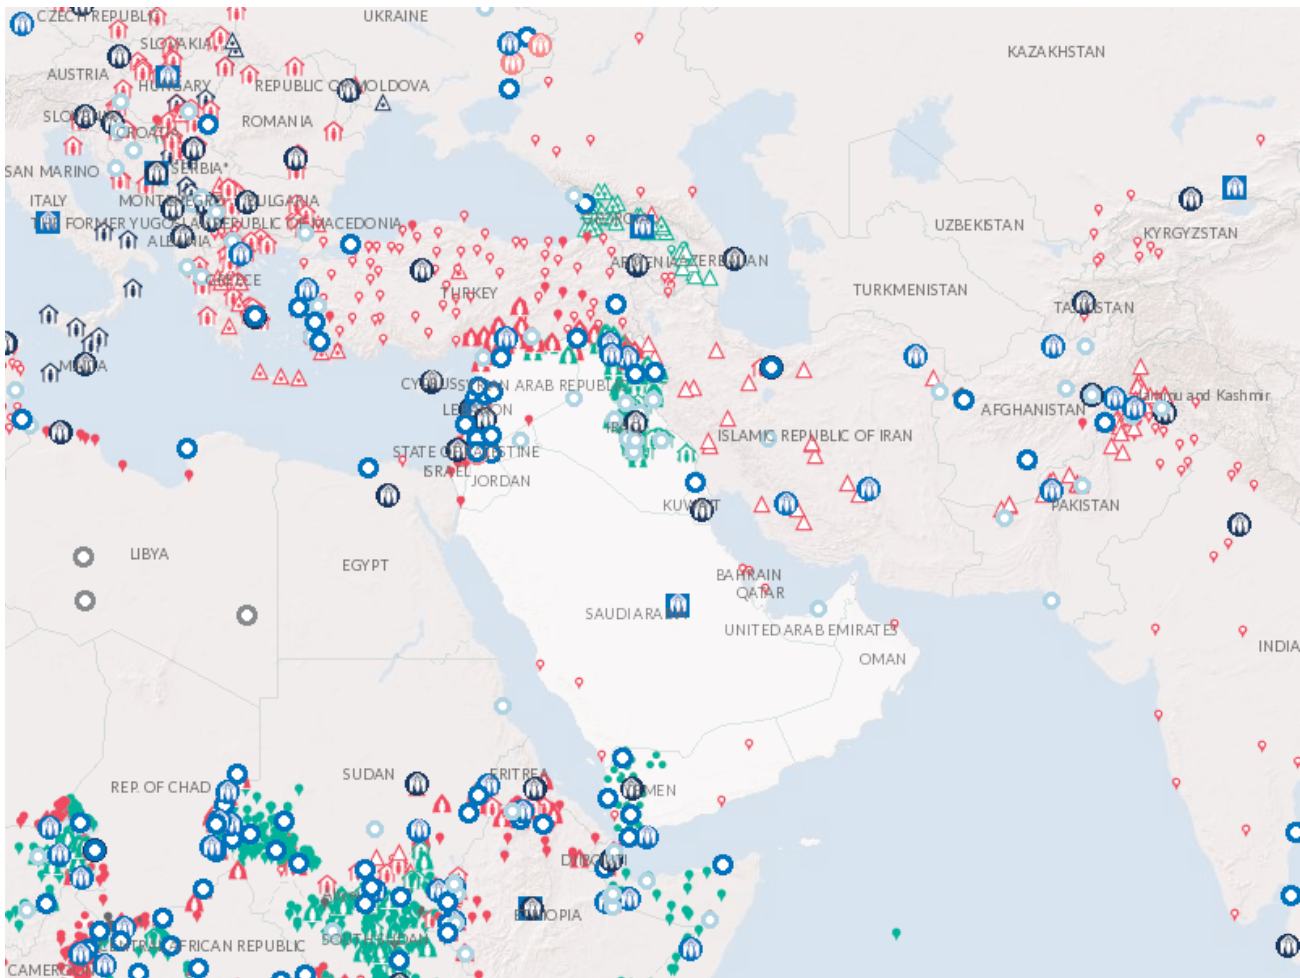 CZECH REPUBLIC
UKRAINE
SLOVAKIA
KAZAKHSTAN
AUSTRIA
HUNGARY
REPUBLIC OF MOLDOVA
ROMANIA
CROATIA
SAN MARINO
SERBIA*
ITALY
MONTENEGRO
BULGARIA
THE FORMER YUGOSLAV REPUBLIC OF MACEDONIA
GEORGIA
UZBEKISTAN
KYRGYZSTAN
ALBANIA
ARMENIA
AZERBAIJAN
GREECE
TURKEY
TURKMENISTAN
TAJIKISTAN
MALTA
CYPRUS
SYRIAN ARAB REPUBLIC
Jammu and Kashmir
LEBANON
AFGHANISTAN
IRAQ
ISLAMIC REPUBLIC OF IRAN
STATE OF PALESTINE
ISRAEL
JORDAN
KUWAIT
PAKISTAN
LIBYA
EGYPT
BAHRAIN
QATAR
SAUDI ARABIA
UNITED ARAB EMIRATES
OMAN
INDIA
SUDAN
ERITREA
REP. OF CHAD
YEMEN
DJIBOUTI
ETHIOPIA
SOUTH SUDAN
CENTRAL AFRICAN REPUBLIC
CAMEROON